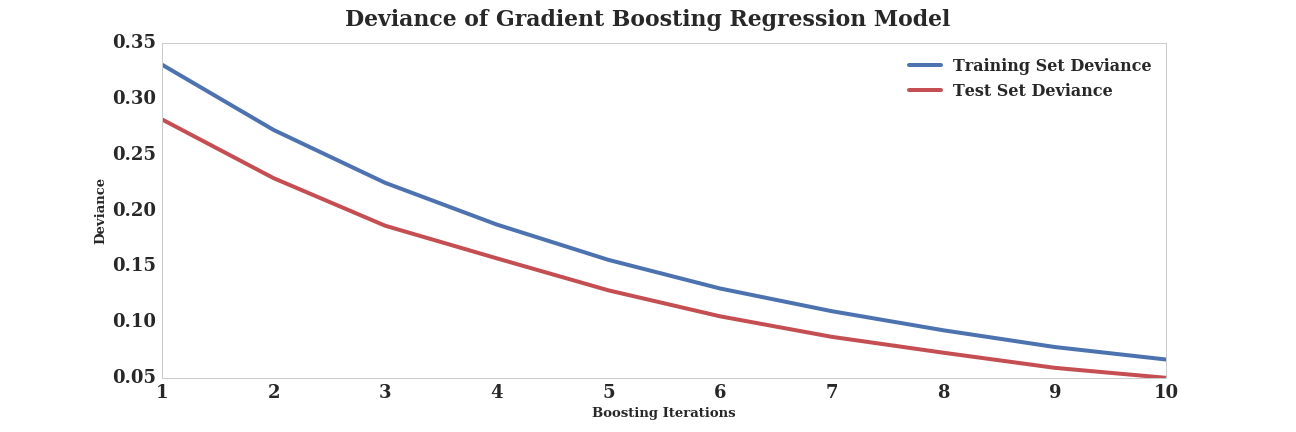 Deviance of Gradient Boosting Regression Model
Training Set Deviance
Test Set Deviance
Deviance
0.35
0.30
0.25
0.20
0.15
0.10
0.05
1 2 3 4 5 6 7 8 9 10
Boosting Iterations